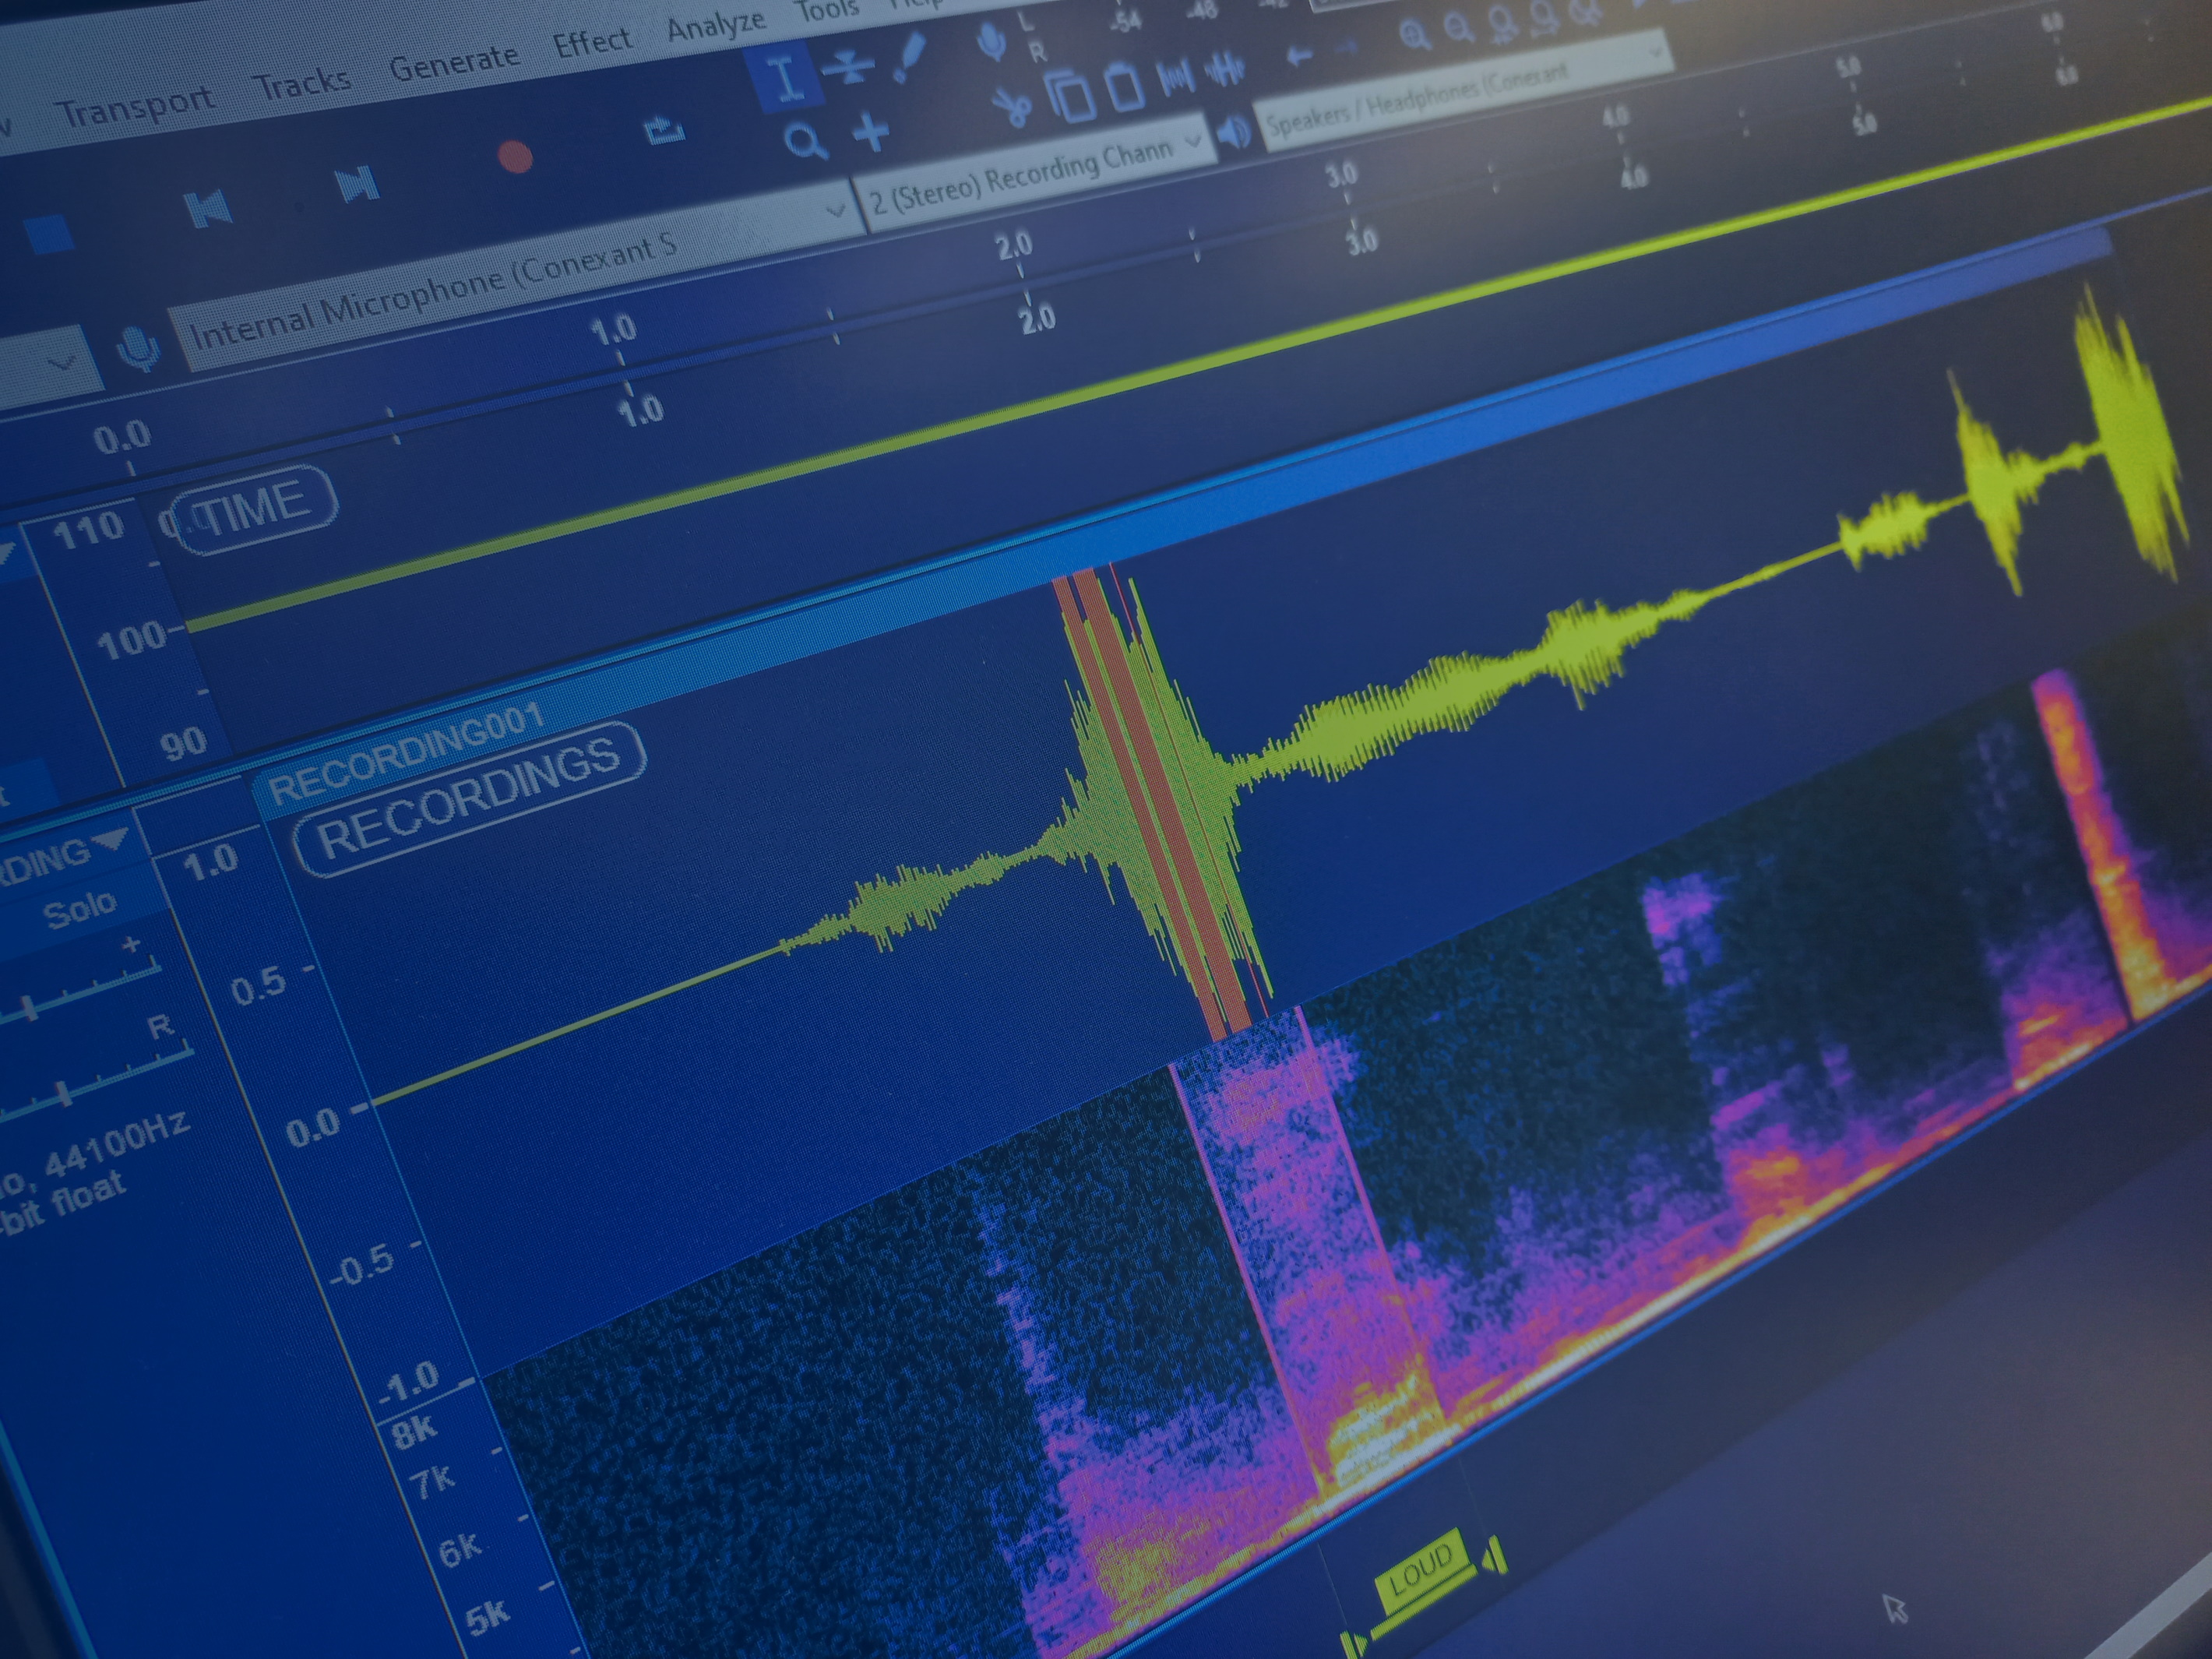 Transport Tracks Generate Effect Analyze Tools Help
L
R
-54 -48 -42
Internal Microphone (Conexant S
2 (Stereo) Recording Chann
Speakers / Headphones (Conexant
0.0 1.0 2.0 3.0 4.0 5.0 6.0
1.0 2.0 3.0 4.0 5.0 6.0
TIME
110
100
90
RECORDING001
RECORDINGS
RDING
Solo
+
R
o, 44100Hz
-bit float
1.0
0.5
0.0
-0.5
-1.0
8k
7k
6k
5k
LOUD